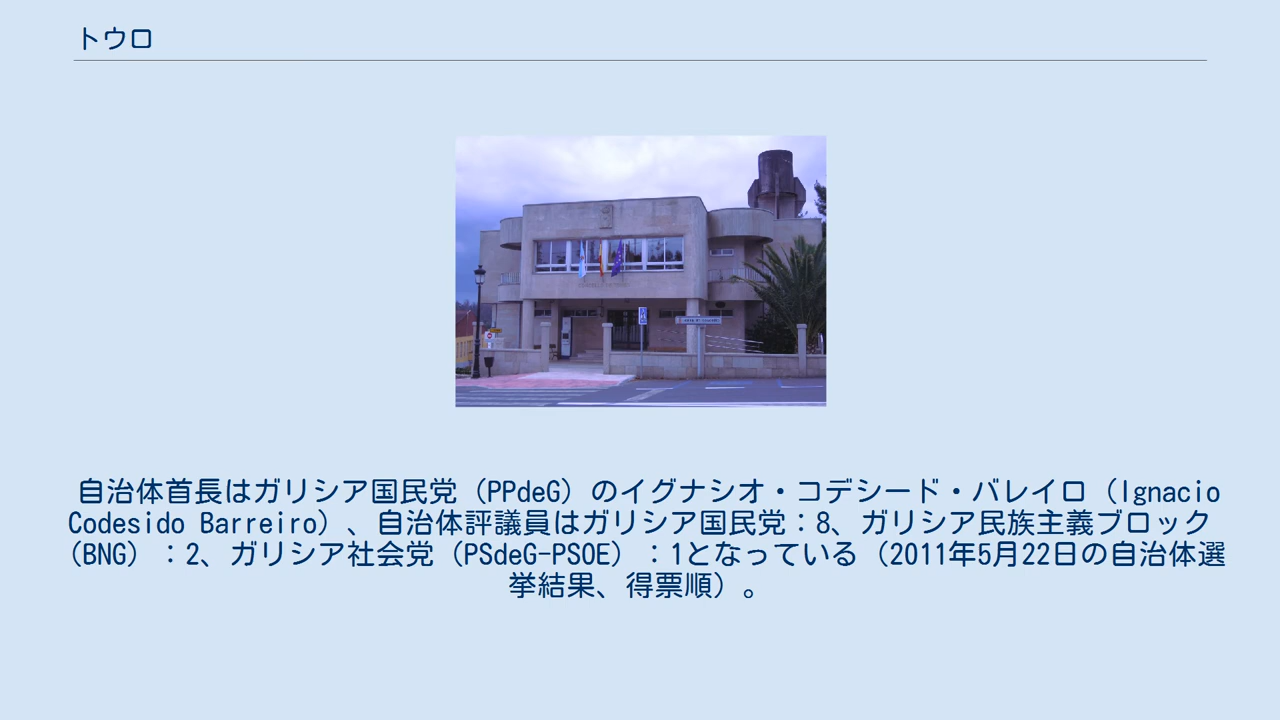 トウロ
自治体首長はガリシア国民党（PPdeG）のイグナシオ・コデシード・バレイロ（Ignacio
Codesido Barreiro）、自治体評議員はガリシア国民党：8、ガリシア民族主義ブロック
（BNG）：2、ガリシア社会党（PSdeG-PSOE）：1となっている（2011年5月22日の自治体選
挙結果、得票順）。